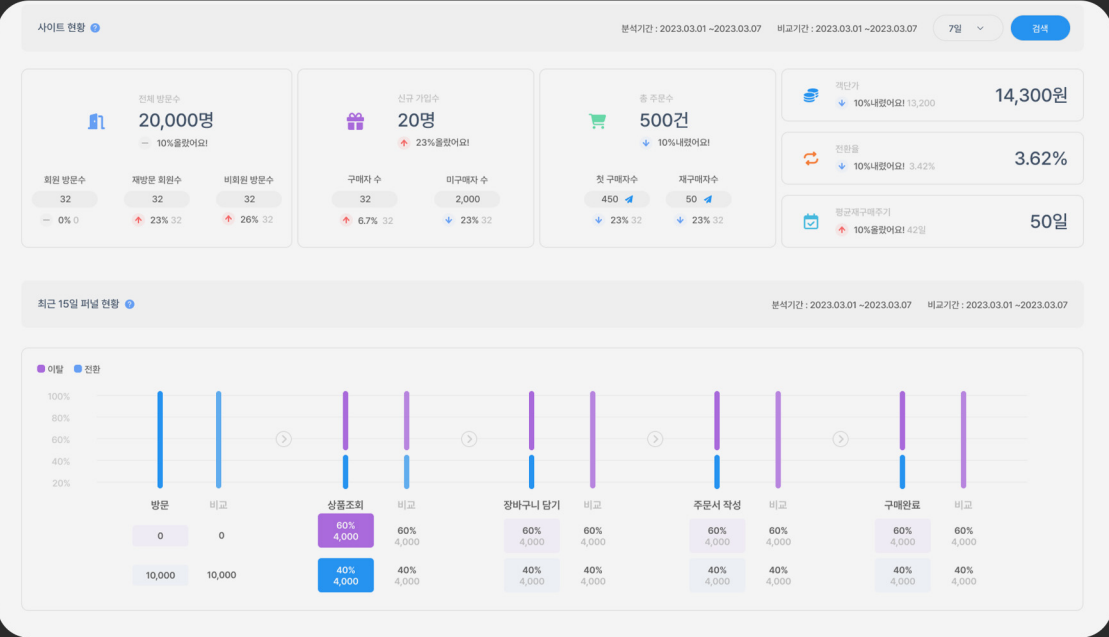 사이트 현황 ?
분석기간 : 2023.03.01 ~2023.03.07 비교기간 : 2023.03.01 ~2023.03.07 7일 검색
전체 방문수
20,000명
10%올랐어요!
회원 방문수 재방문 회원수 비회원 방문수
32 32 32
0% 0 23% 32 26% 32
신규 가입수
20명
23%올랐어요!
구매자 수 미구매자 수
32 2,000
6.7% 32 23% 32
총 주문수
500건
10%내렸어요!
첫 구매자수 재구매자수
450 50
23% 32 23% 32
객단가
10%내렸어요! 13,200
14,300원
전환율
10%내렸어요! 3.42%
3.62%
평균재구매주기
10%올랐어요! 42일
50일
최근 15일 퍼널 현황 ?
분석기간 : 2023.03.01 ~2023.03.07 비교기간 : 2023.03.01 ~2023.03.07
이탈 전환
100%
80%
60%
40%
20%
방문 비교 상품조회 비교 장바구니 담기 비교 주문서 작성 비교 구매완료 비교
0 0 60% 60% 60% 60% 60% 60% 60% 60%
4,000 4,000 4,000 4,000 4,000 4,000 4,000 4,000
10,000 10,000 40% 40% 40% 40% 40% 40% 40% 40%
4,000 4,000 4,000 4,000 4,000 4,000 4,000 4,000